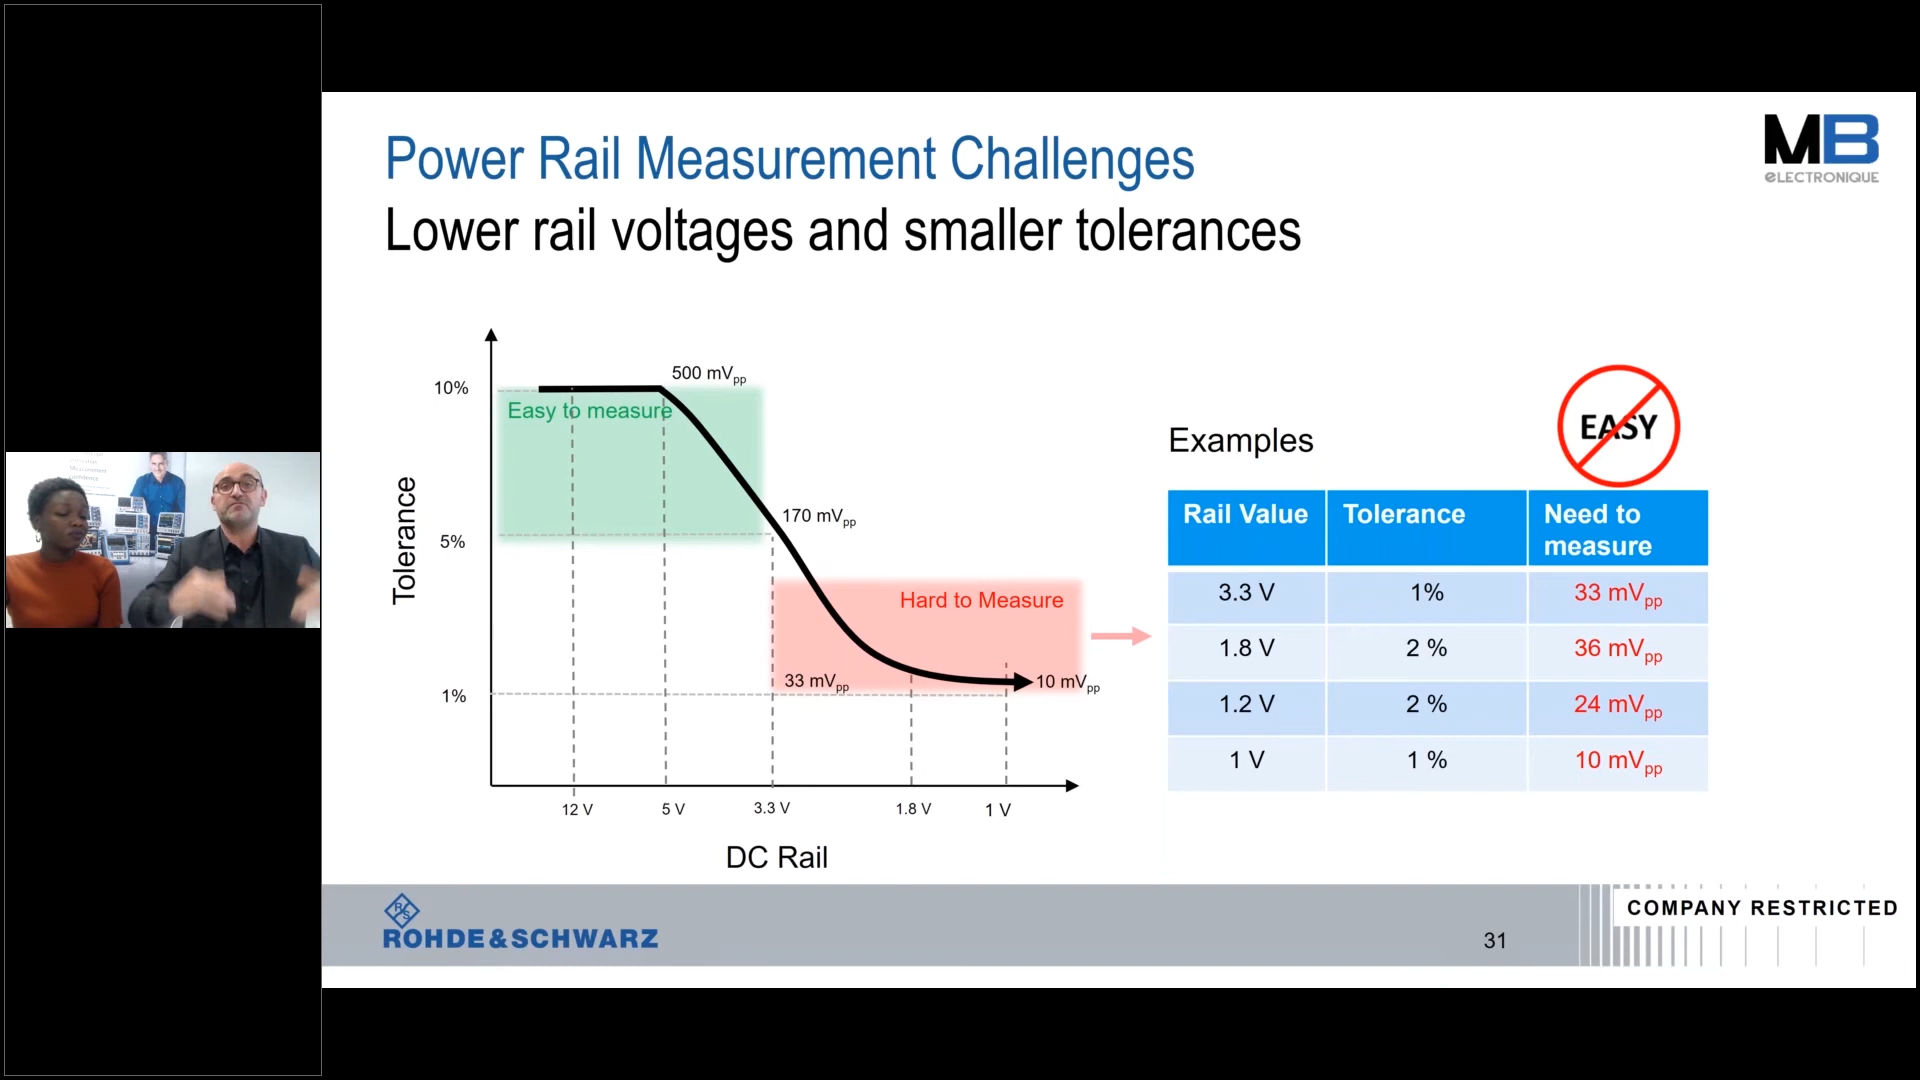 Power Rail Measurement Challenges
Lower rail voltages and smaller tolerances
MB
eLECTRONIQUE
Measurement
Tolerance
10%
5%
1%
500 mVpp
Easy to measure
170 mVpp
Hard to Measure
33 mVpp
10 mVpp
12 V
5 V
3.3 V
1.8 V
1 V
DC Rail
Examples
EASY
Rail Value Tolerance Need to measure
3.3 V 1% 33 mVpp
1.8 V 2 % 36 mVpp
1.2 V 2 % 24 mVpp
1 V 1 % 10 mVpp
RS
ROHDE&SCHWARZ
31
COMPANY RESTRICTED